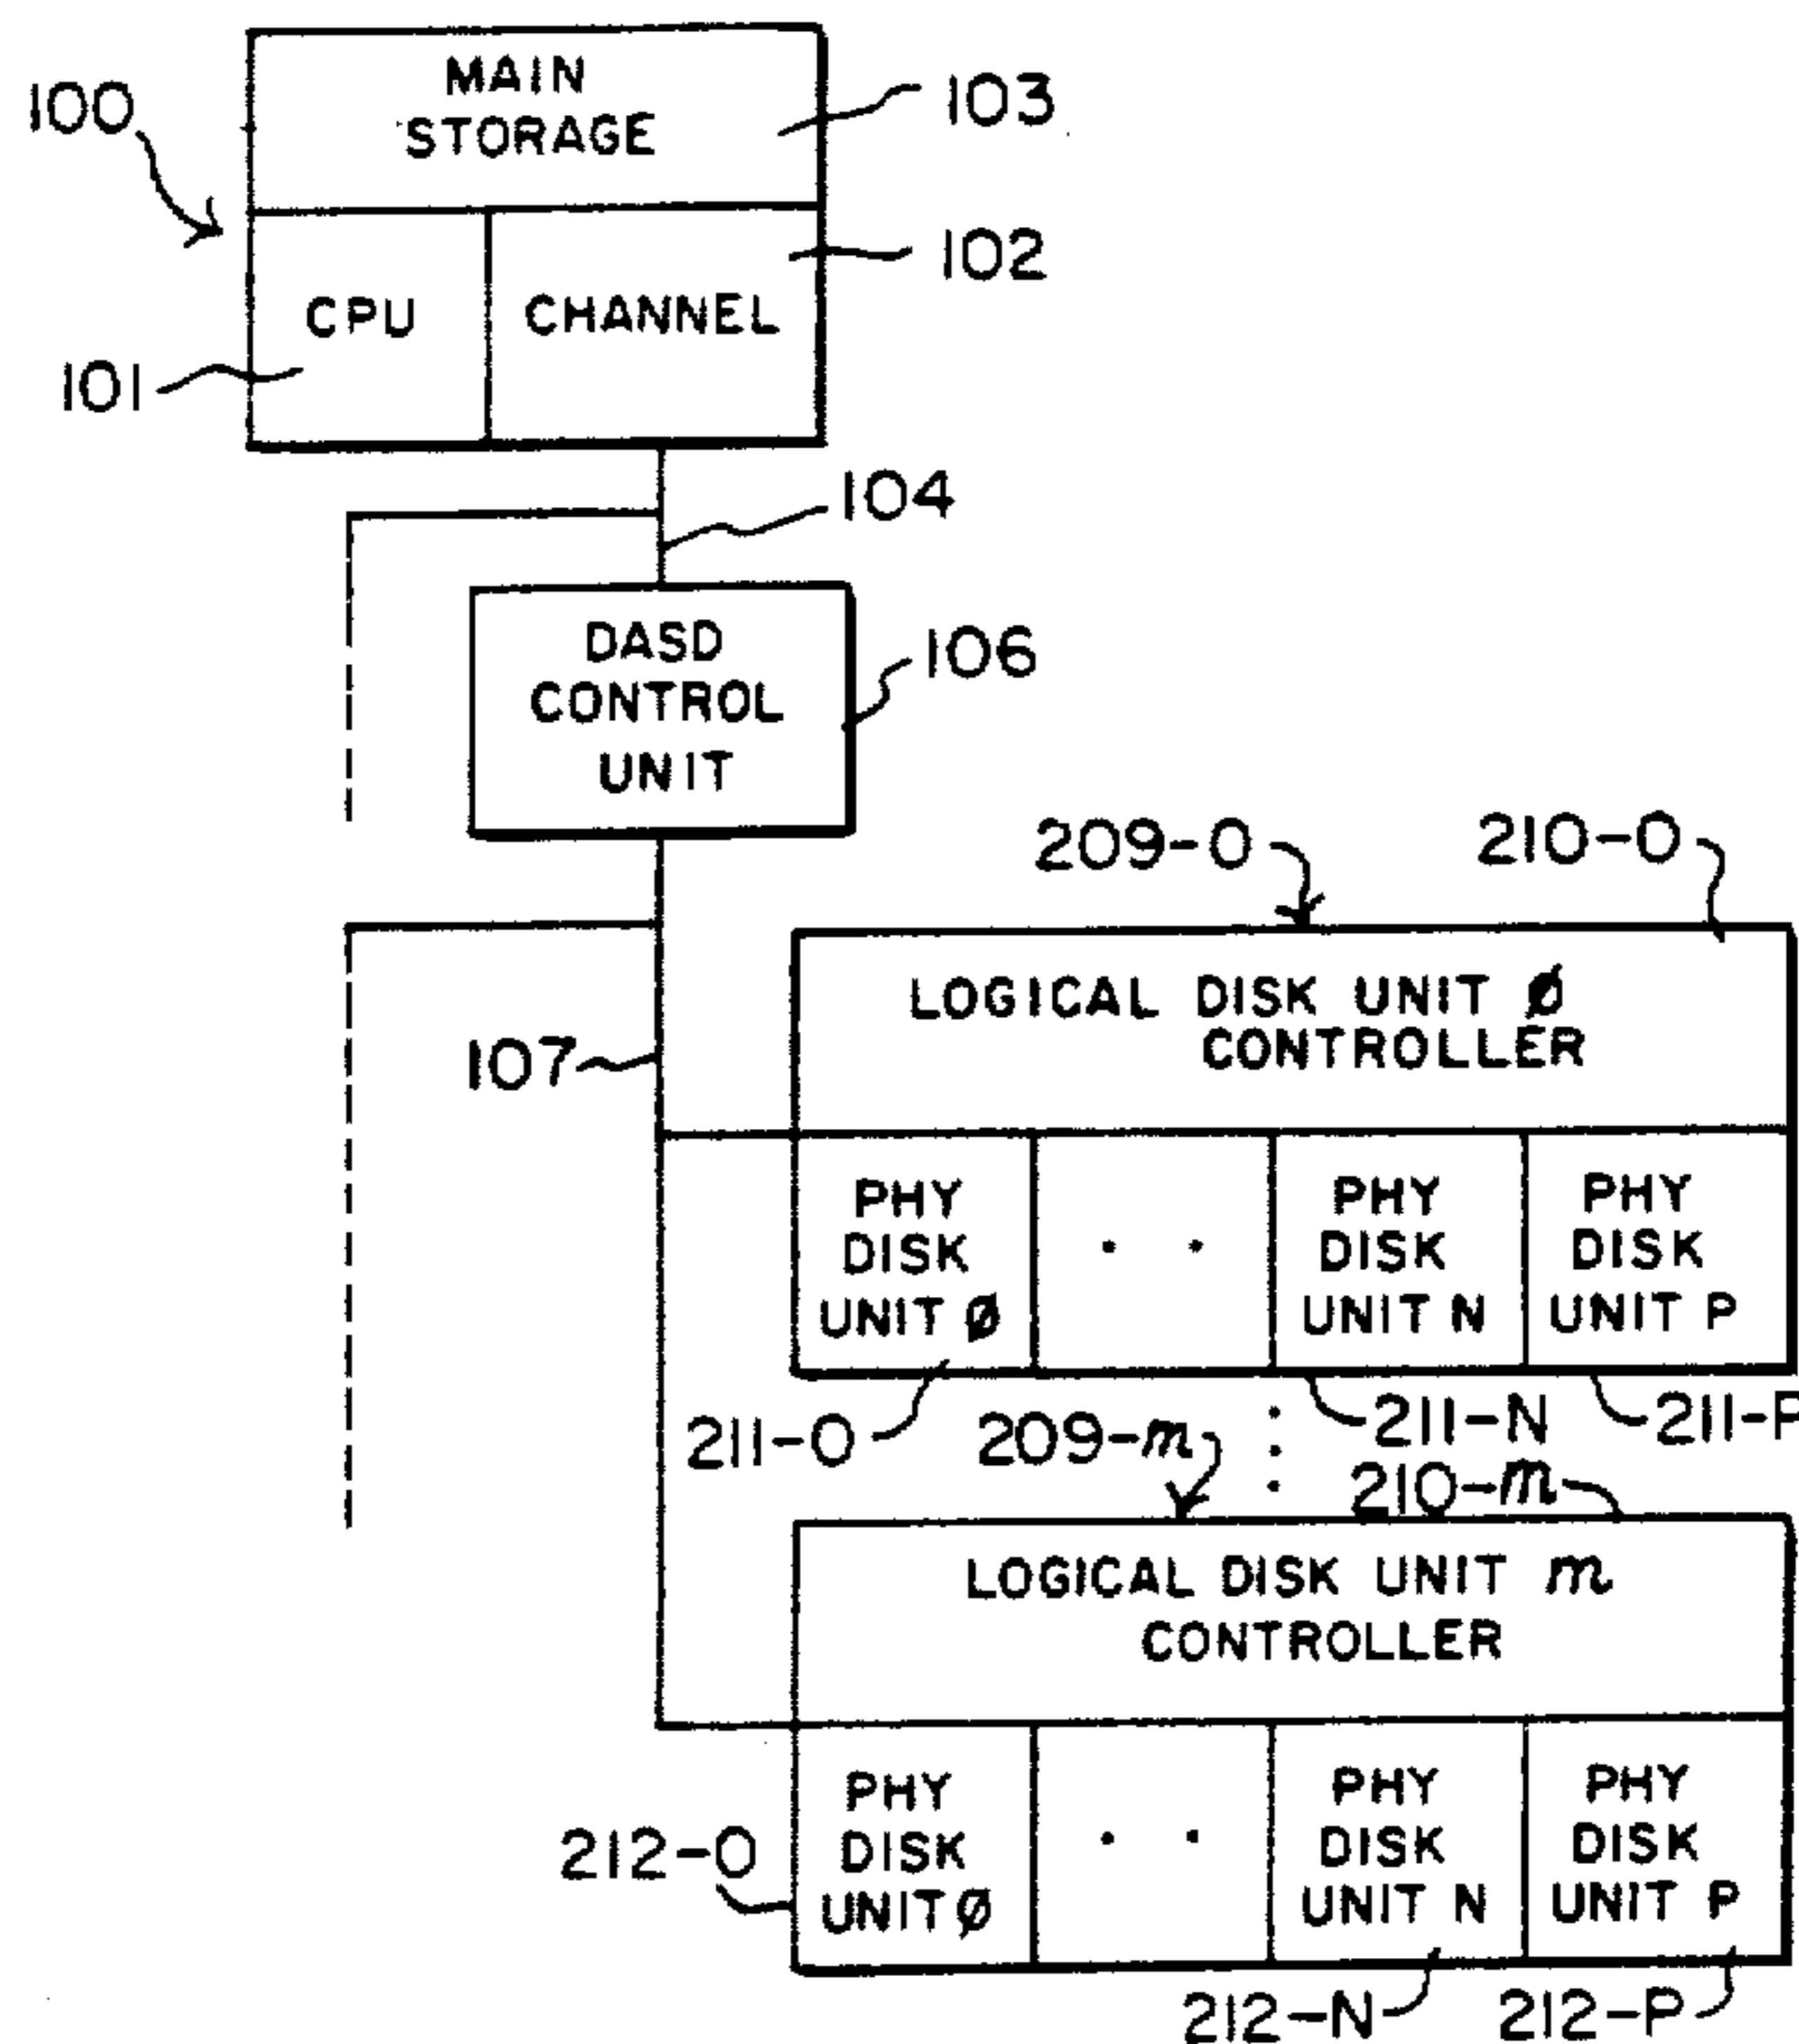 MAIN
STORAGE
103
100
102
CPU
CHANNEL
101
104
DASD
CONTROL
UNIT
106
209-0
210-0
LOGICAL DISK UNIT Ø
CONTROLLER
107
PHY
DISK
UNIT Ø
. .
PHY
DISK
UNIT N
PHY
DISK
UNIT P
211-0
209-m
211-N
211-P
210-m
LOGICAL DISK UNIT m
CONTROLLER
212-0
PHY
DISK
UNIT Ø
. .
PHY
DISK
UNIT N
PHY
DISK
UNIT P
212-N
212-P